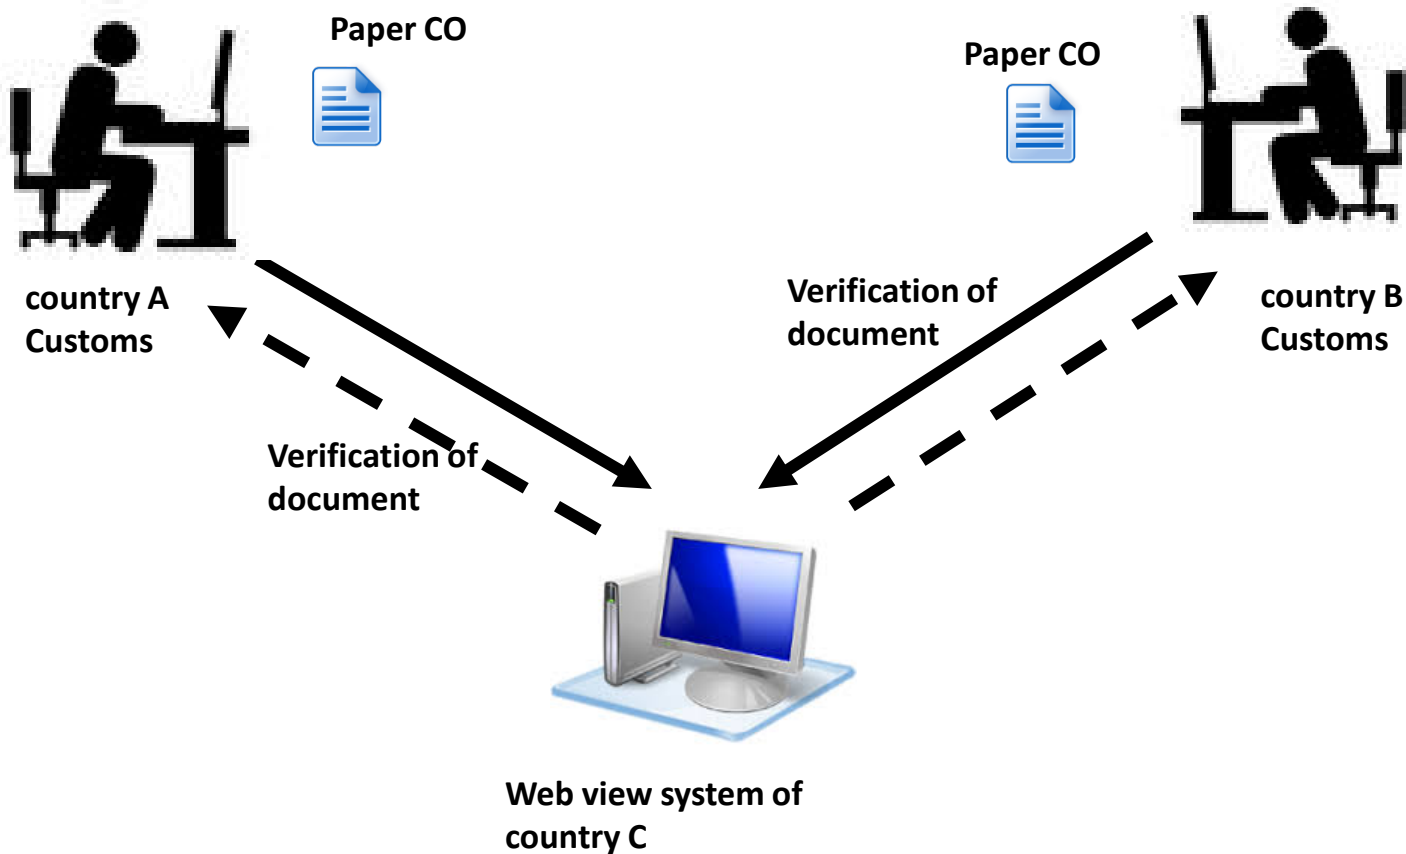 Paper CO
Paper CO
country A
Customs
Verification of
document
country B
Customs
Verification of
document
Web view system of
country C